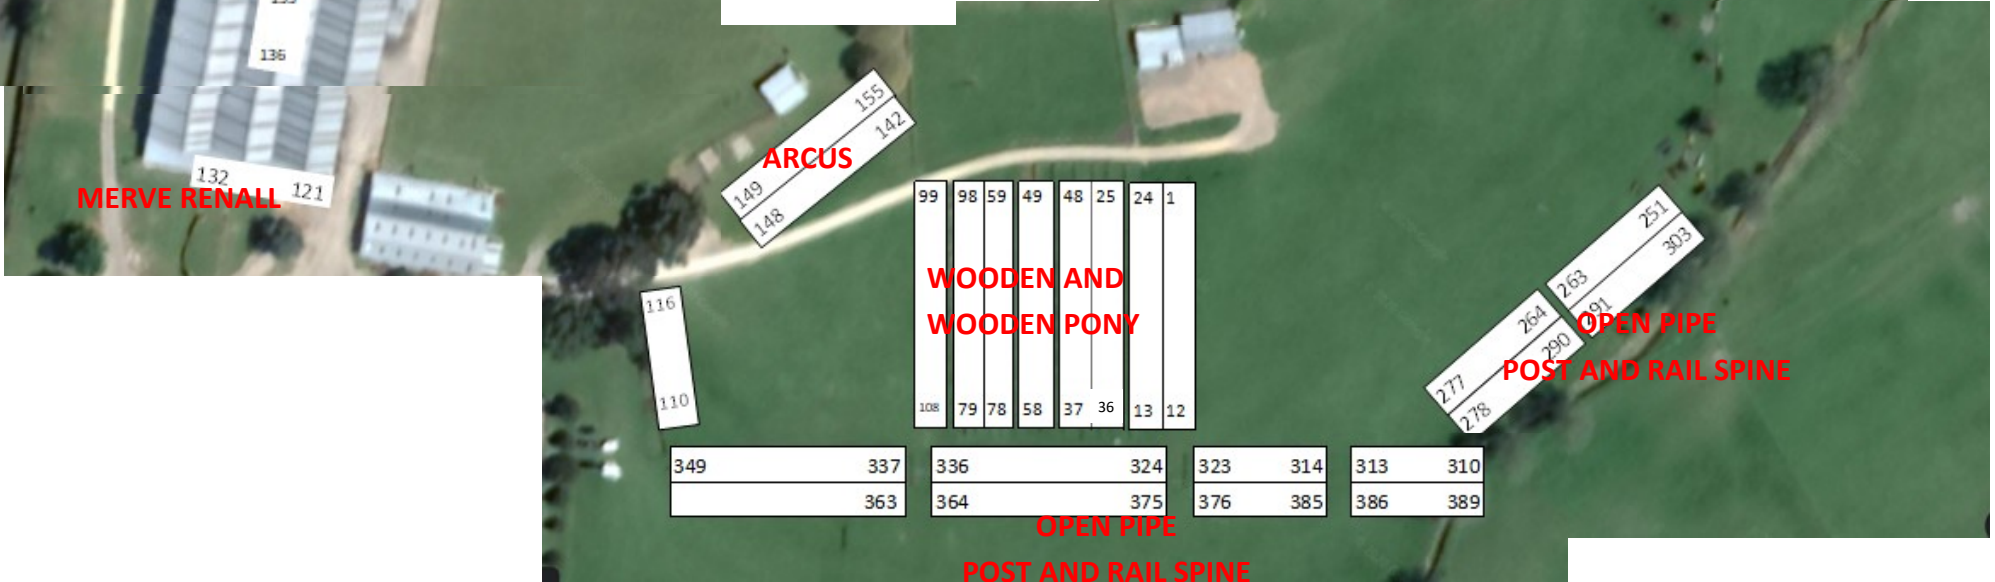 136
132 121
MERVE RENALL
155
142
ARCUS
149
148
99 98 59 49 48 25 24 1
WOODEN AND
WOODEN PONY
108 79 78 58 37 36 13 12
116
110
251
303
263
291
264
290
277
278
OPEN PIPE
POST AND RAIL SPINE
349 337 336 324 323 314 313 310
363 364 375 376 385 386 389
OPEN PIPE
POST AND RAIL SPINE